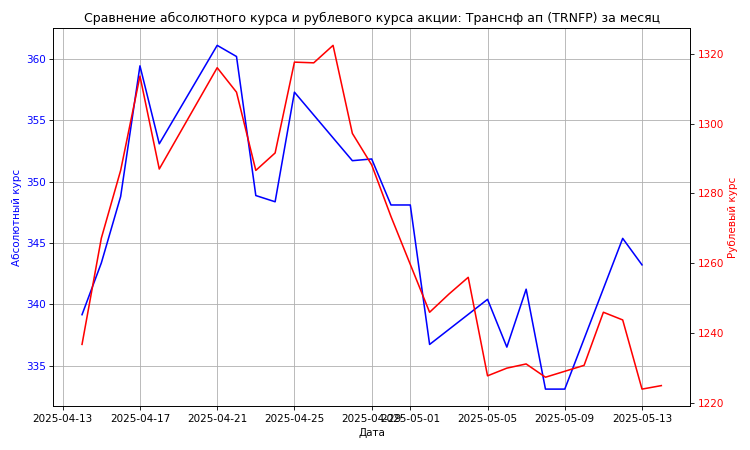 Сравнение абсолютного курса и рублевого курса акции: Транснф ап (TRNFP) за месяц
Абсолютный курс
360
355
350
345
340
335
Рублевый курс
1320
1300
1280
1260
1240
1220
2025-04-13 2025-04-17 2025-04-21 2025-04-25 2025-04-29 2025-05-01 2025-05-05 2025-05-09 2025-05-13
Дата